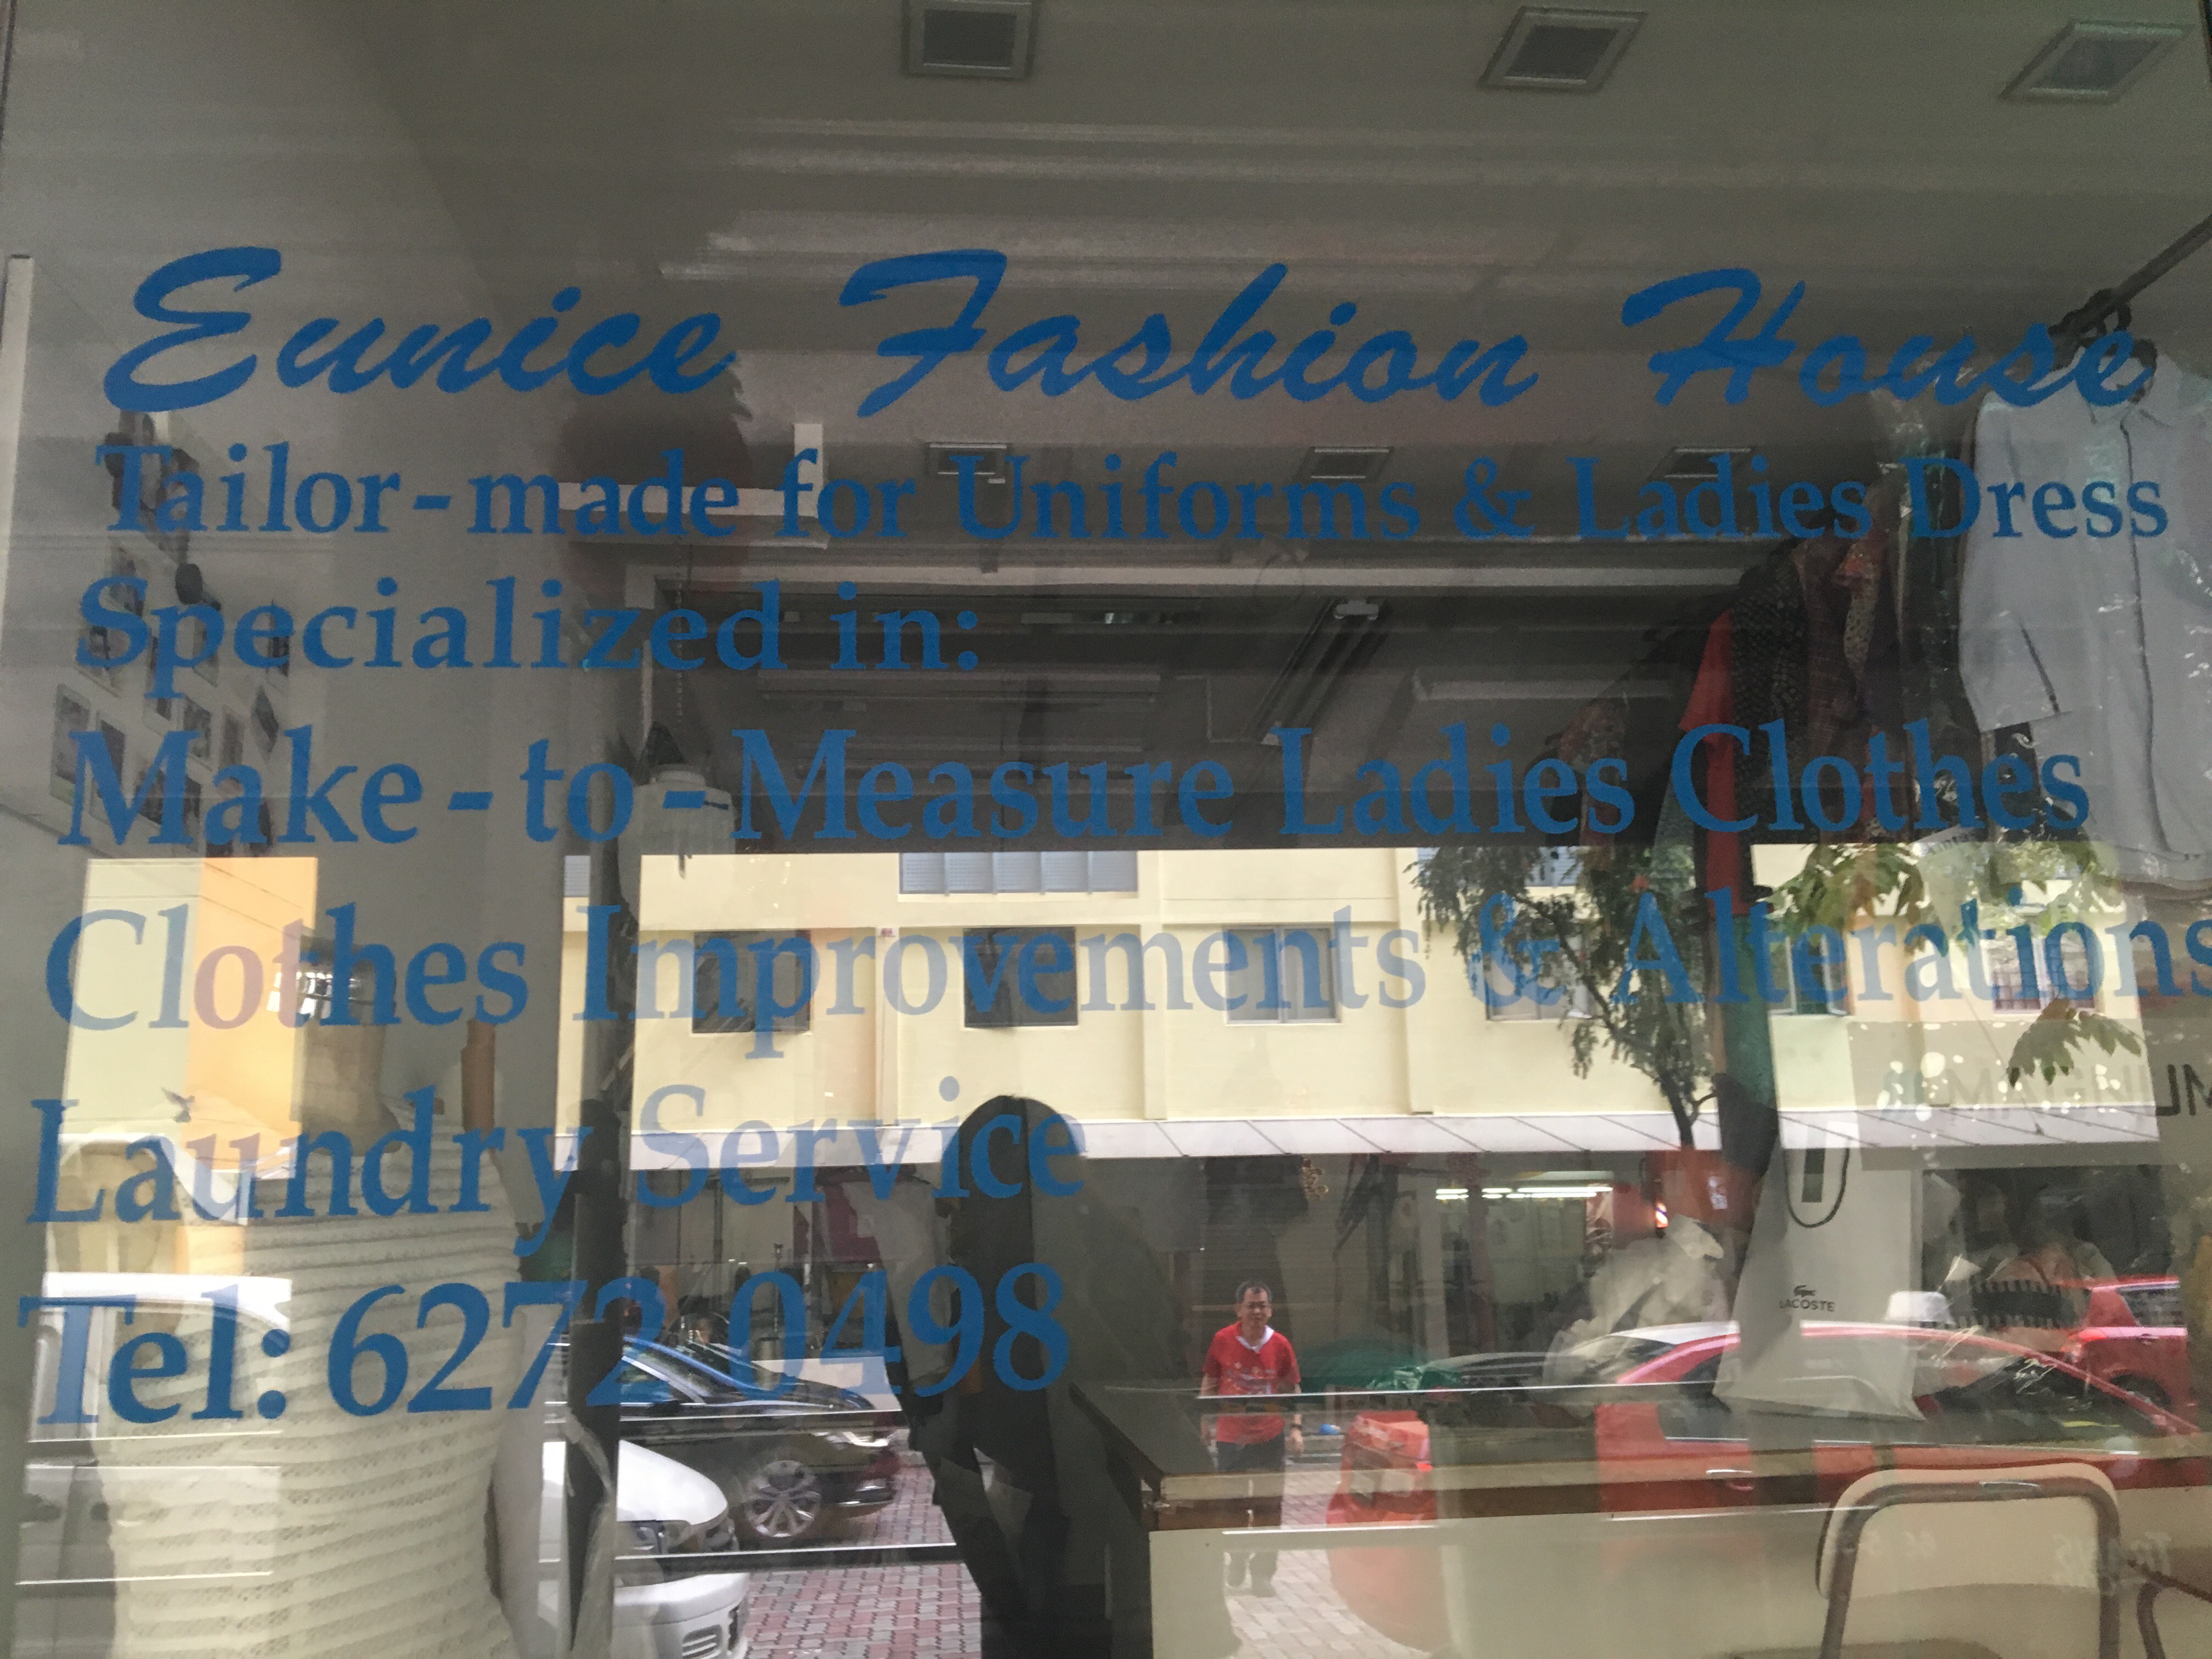 Eunice Fashion House
Tailor-made for Uniforms & Ladies Dress
Specialized in:
Make-to-Measure Ladies Clothes
Clothes Improvements & Alterations
Laundry Service
Tel: 6272 0498
LACOSTE